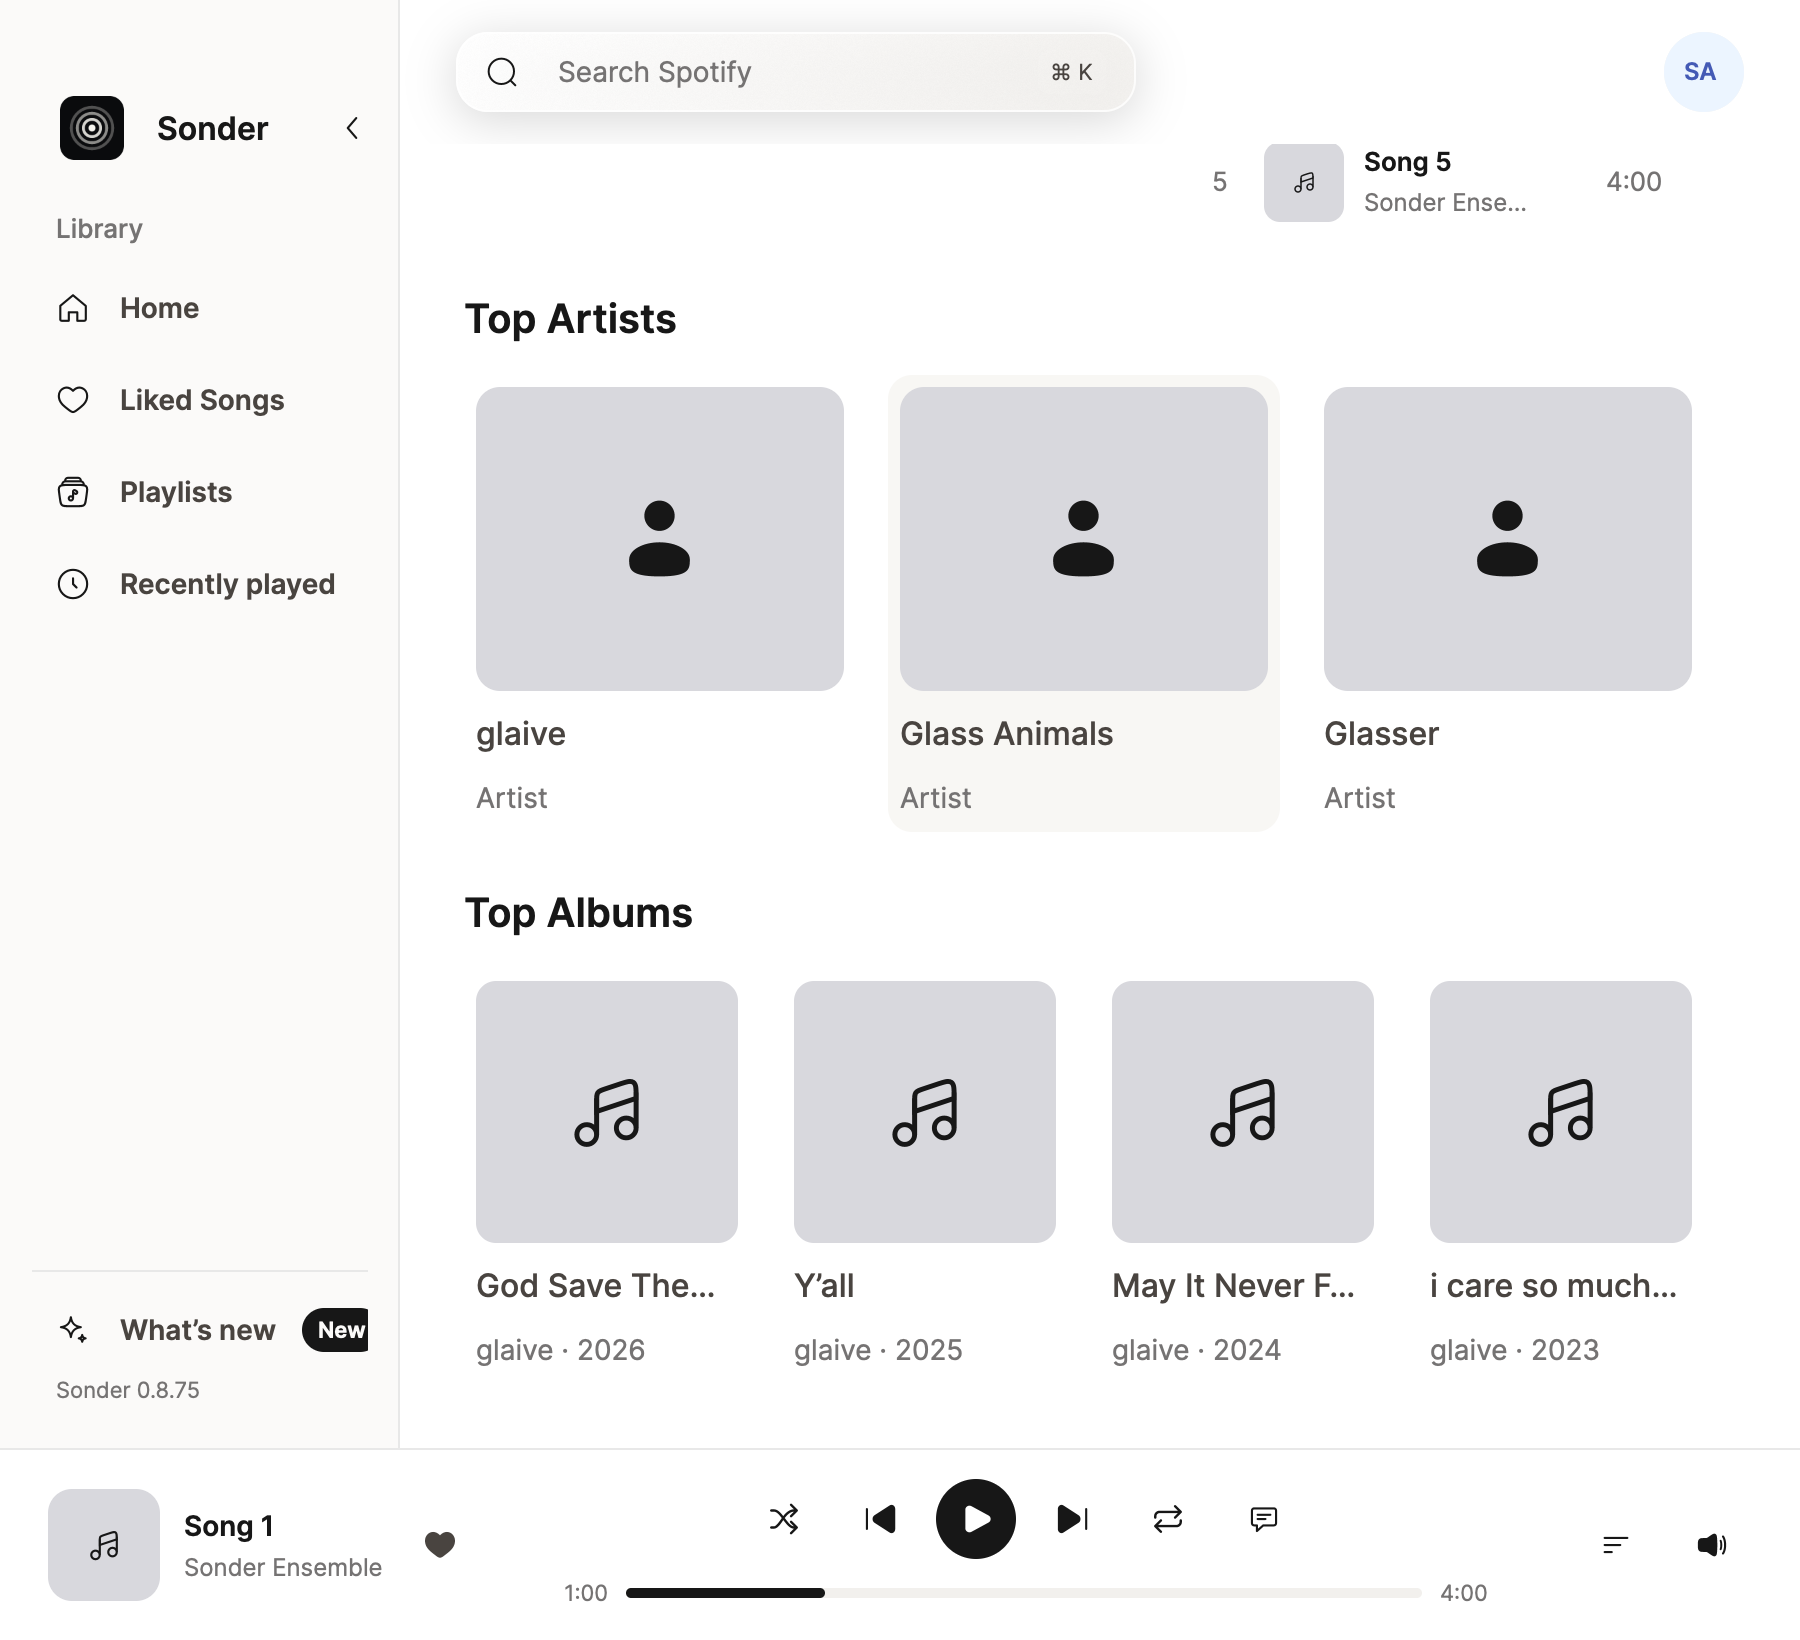 Search Spotify
⌘ K
SA
Sonder
Library
Home
Liked Songs
Playlists
Recently played
5
Song 5
Sonder Ense...
4:00
Top Artists
glaive
Artist
Glass Animals
Artist
Glasser
Artist
Top Albums
God Save The...
glaive · 2026
Y’all
glaive · 2025
May It Never F...
glaive · 2024
i care so much...
glaive · 2023
What’s new
New
Sonder 0.8.75
Song 1
Sonder Ensemble
1:00
4:00